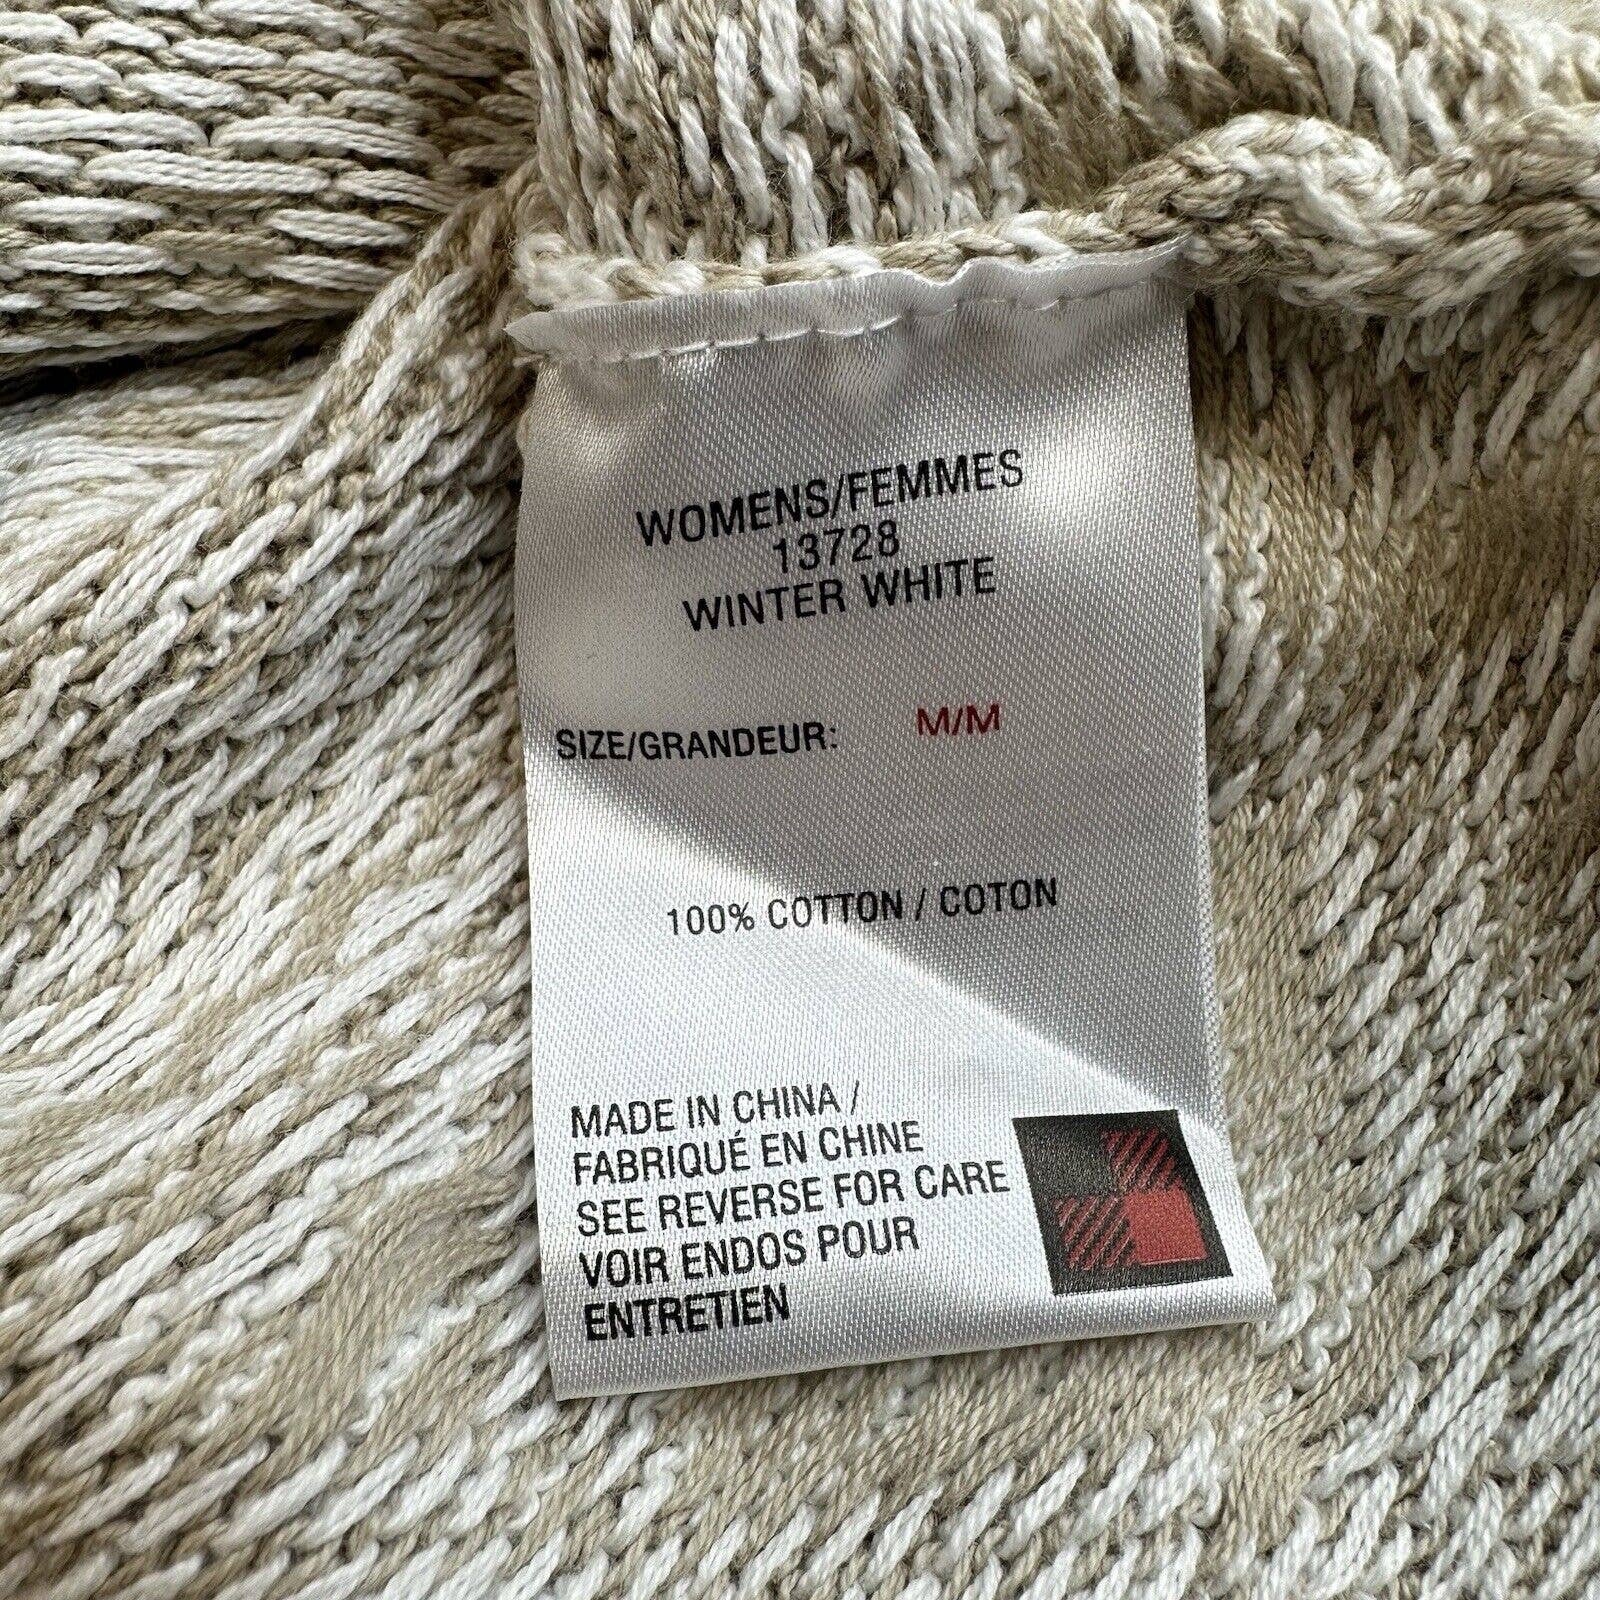 WOMENS/FEMMES
13728
WINTER WHITE
SIZE/GRANDEUR: M/M
100% COTTON / COTON
MADE IN CHINA /
FABRIQUÉ EN CHINE
SEE REVERSE FOR CARE
VOIR ENDOS POUR
ENTRETIEN